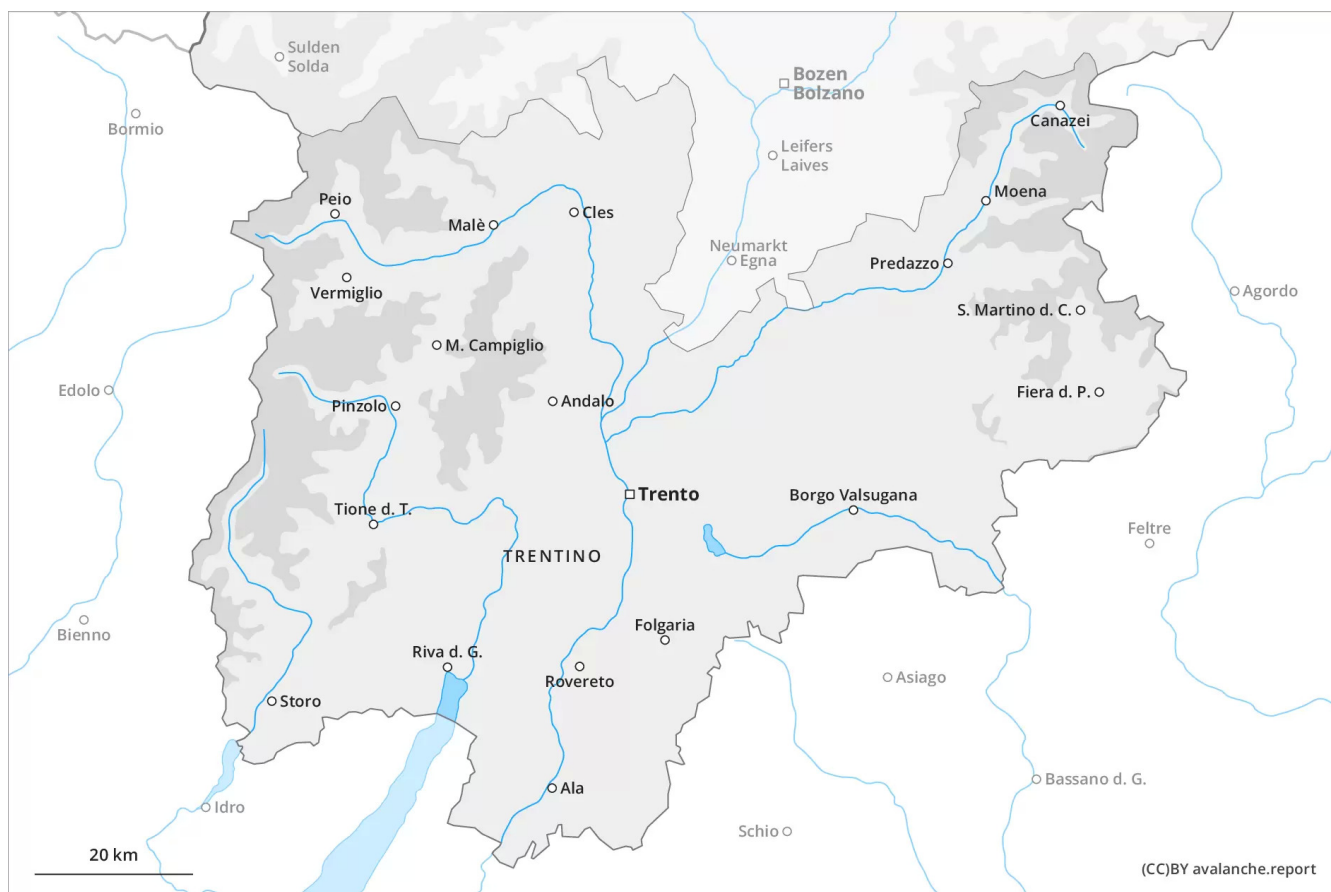 Sulden
Solda
Bozen
Bolzano
Bormio
Canazei
Leifers
Laives
Peio
Moena
Malè
Cles
Neumarkt
Egna
Predazzo
Vermiglio
Agordo
S. Martino d. C.
M. Campiglio
Edolo
Fiera d. P.
Pinzolo
Andalo
Trento
Borgo Valsugana
Tione d. T.
Feltre
TRENTINO
Bienno
Folgaria
Riva d. G.
Asiago
Rovereto
Storo
Bassano d. G.
Ala
Idro
Schio
20 km
(CC)BY avalanche.report